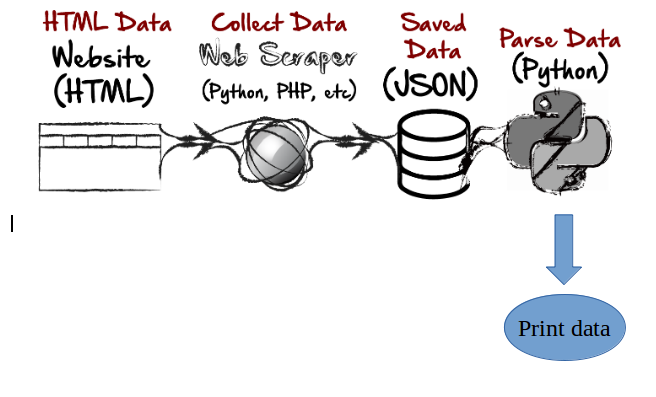 HTML Data
Website
(HTML)
Collect Data
Web Scraper
(Python, PHP, etc)
Saved
Data
(JSON)
Parse Data
(Python)
Print data